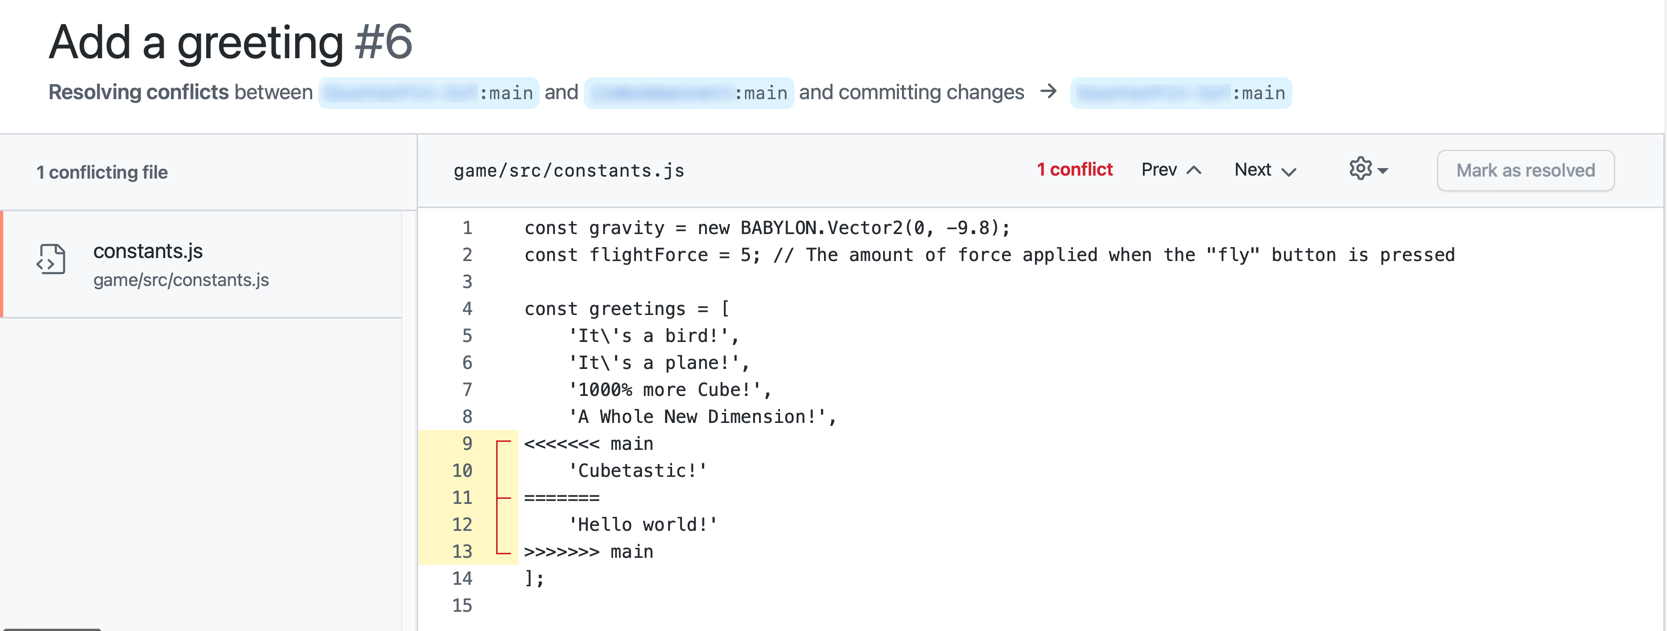 Add a greeting #6
Resolving conflicts between :main and :main and committing changes → :main
1 conflicting file
game/src/constants.js
1 conflict Prev Next
Mark as resolved
constants.js
game/src/constants.js
1 const gravity = new BABYLON.Vector2(0, -9.8);
2 const flightForce = 5; // The amount of force applied when the "fly" button is pressed
3
4 const greetings = [
5     'It\'s a bird!',
6     'It\'s a plane!',
7     '1000% more Cube!',
8     'A Whole New Dimension!',
9 <<<<<<< main
10     'Cubetastic!'
11 =======
12     'Hello world!'
13 >>>>>>> main
14 ];
15